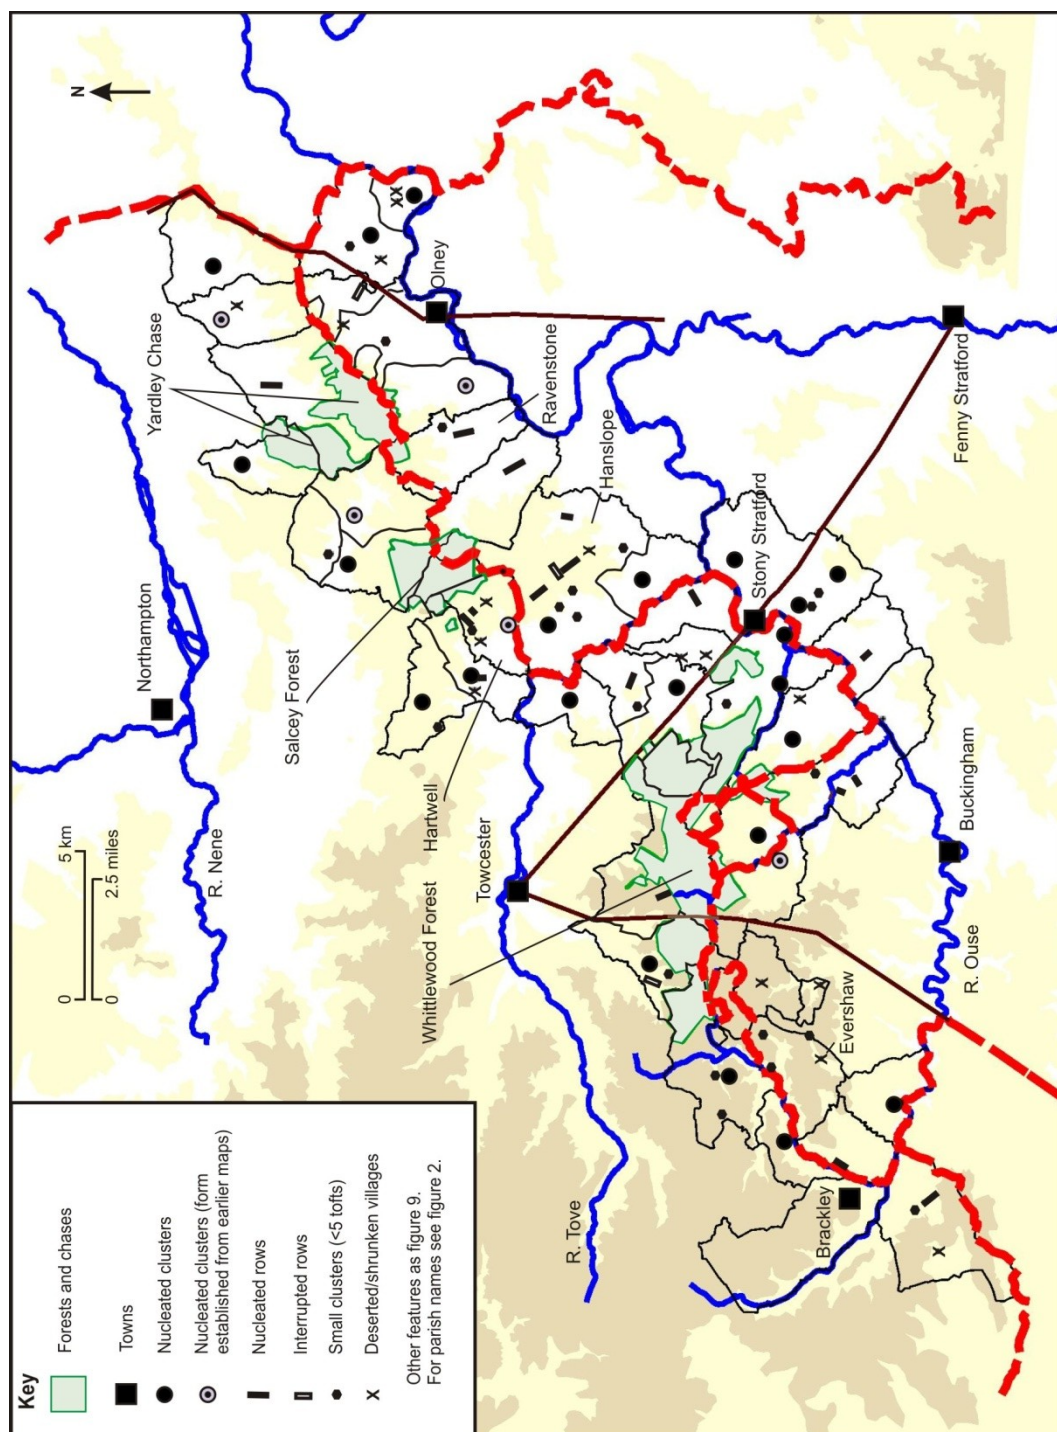 Key
Forests and chases
Towns
Nucleated clusters
Nucleated clusters (form
established from earlier maps)
Nucleated rows
Interrupted rows
Small clusters (<5 tofts)
Deserted/shrunken villages
Other features as figure 9.
For parish names see figure 2.
0 5 km
0 2.5 miles
N
R. Nene
Northampton
Yardley Chase
Salcey Forest
Hartwell
Whittlewood Forest
Towcester
R. Tove
Brackley
Evershaw
R. Ouse
Buckingham
Stony Stratford
Fenny Stratford
Hanslope
Ravenstone
Olney